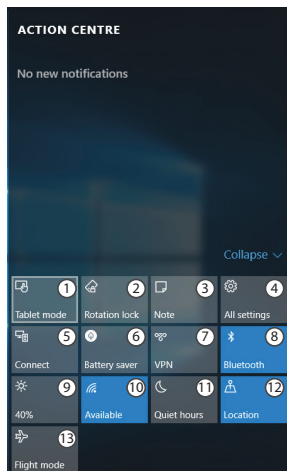 ACTION CENTRE
No new notifications
Collapse
1 2 3 4
Tablet mode Rotation lock Note All settings
5 6 7 8
Connect Battery saver VPN Bluetooth
9 10 11 12
40% Available Quiet hours Location
13
Flight mode